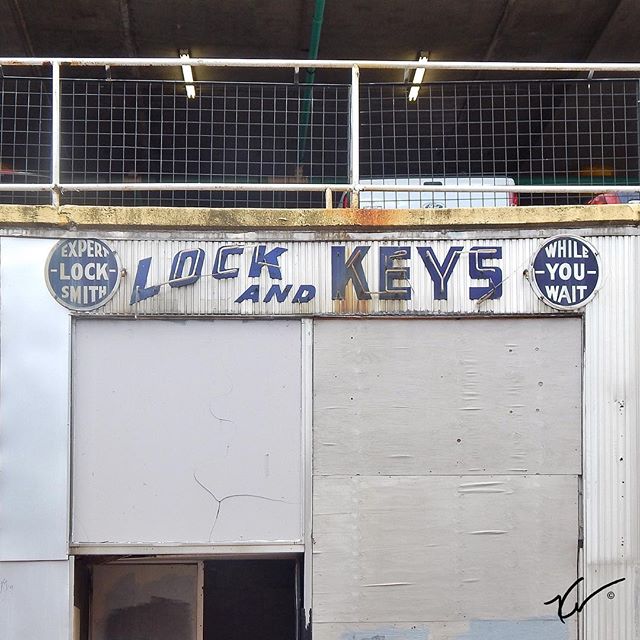 EXPERT
-LOCK-
SMITH
LOCK
AND
KEYS
WHILE
-YOU-
WAIT
©